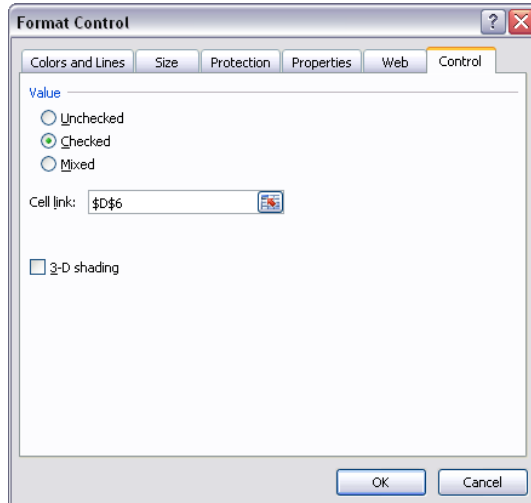 Format Control
Colors and Lines Size Protection Properties Web Control
Value
Unchecked
Checked
Mixed
Cell link: $D$6
3-D shading
OK Cancel